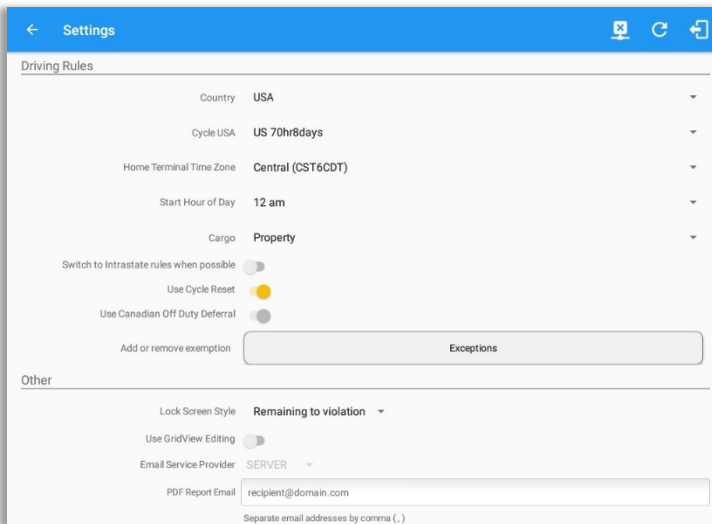 Settings
Driving Rules
Country USA
Cycle USA US 70hr8days
Home Terminal Time Zone Central (CST6CDT)
Start Hour of Day 12 am
Cargo Property
Switch to Intrastate rules when possible
Use Cycle Reset
Use Canadian Off Duty Deferral
Add or remove exemption Exceptions
Other
Lock Screen Style Remaining to violation
Use GridView Editing
Email Service Provider SERVER
PDF Report Email recipient@domain.com
Separate email addresses by comma ( , )